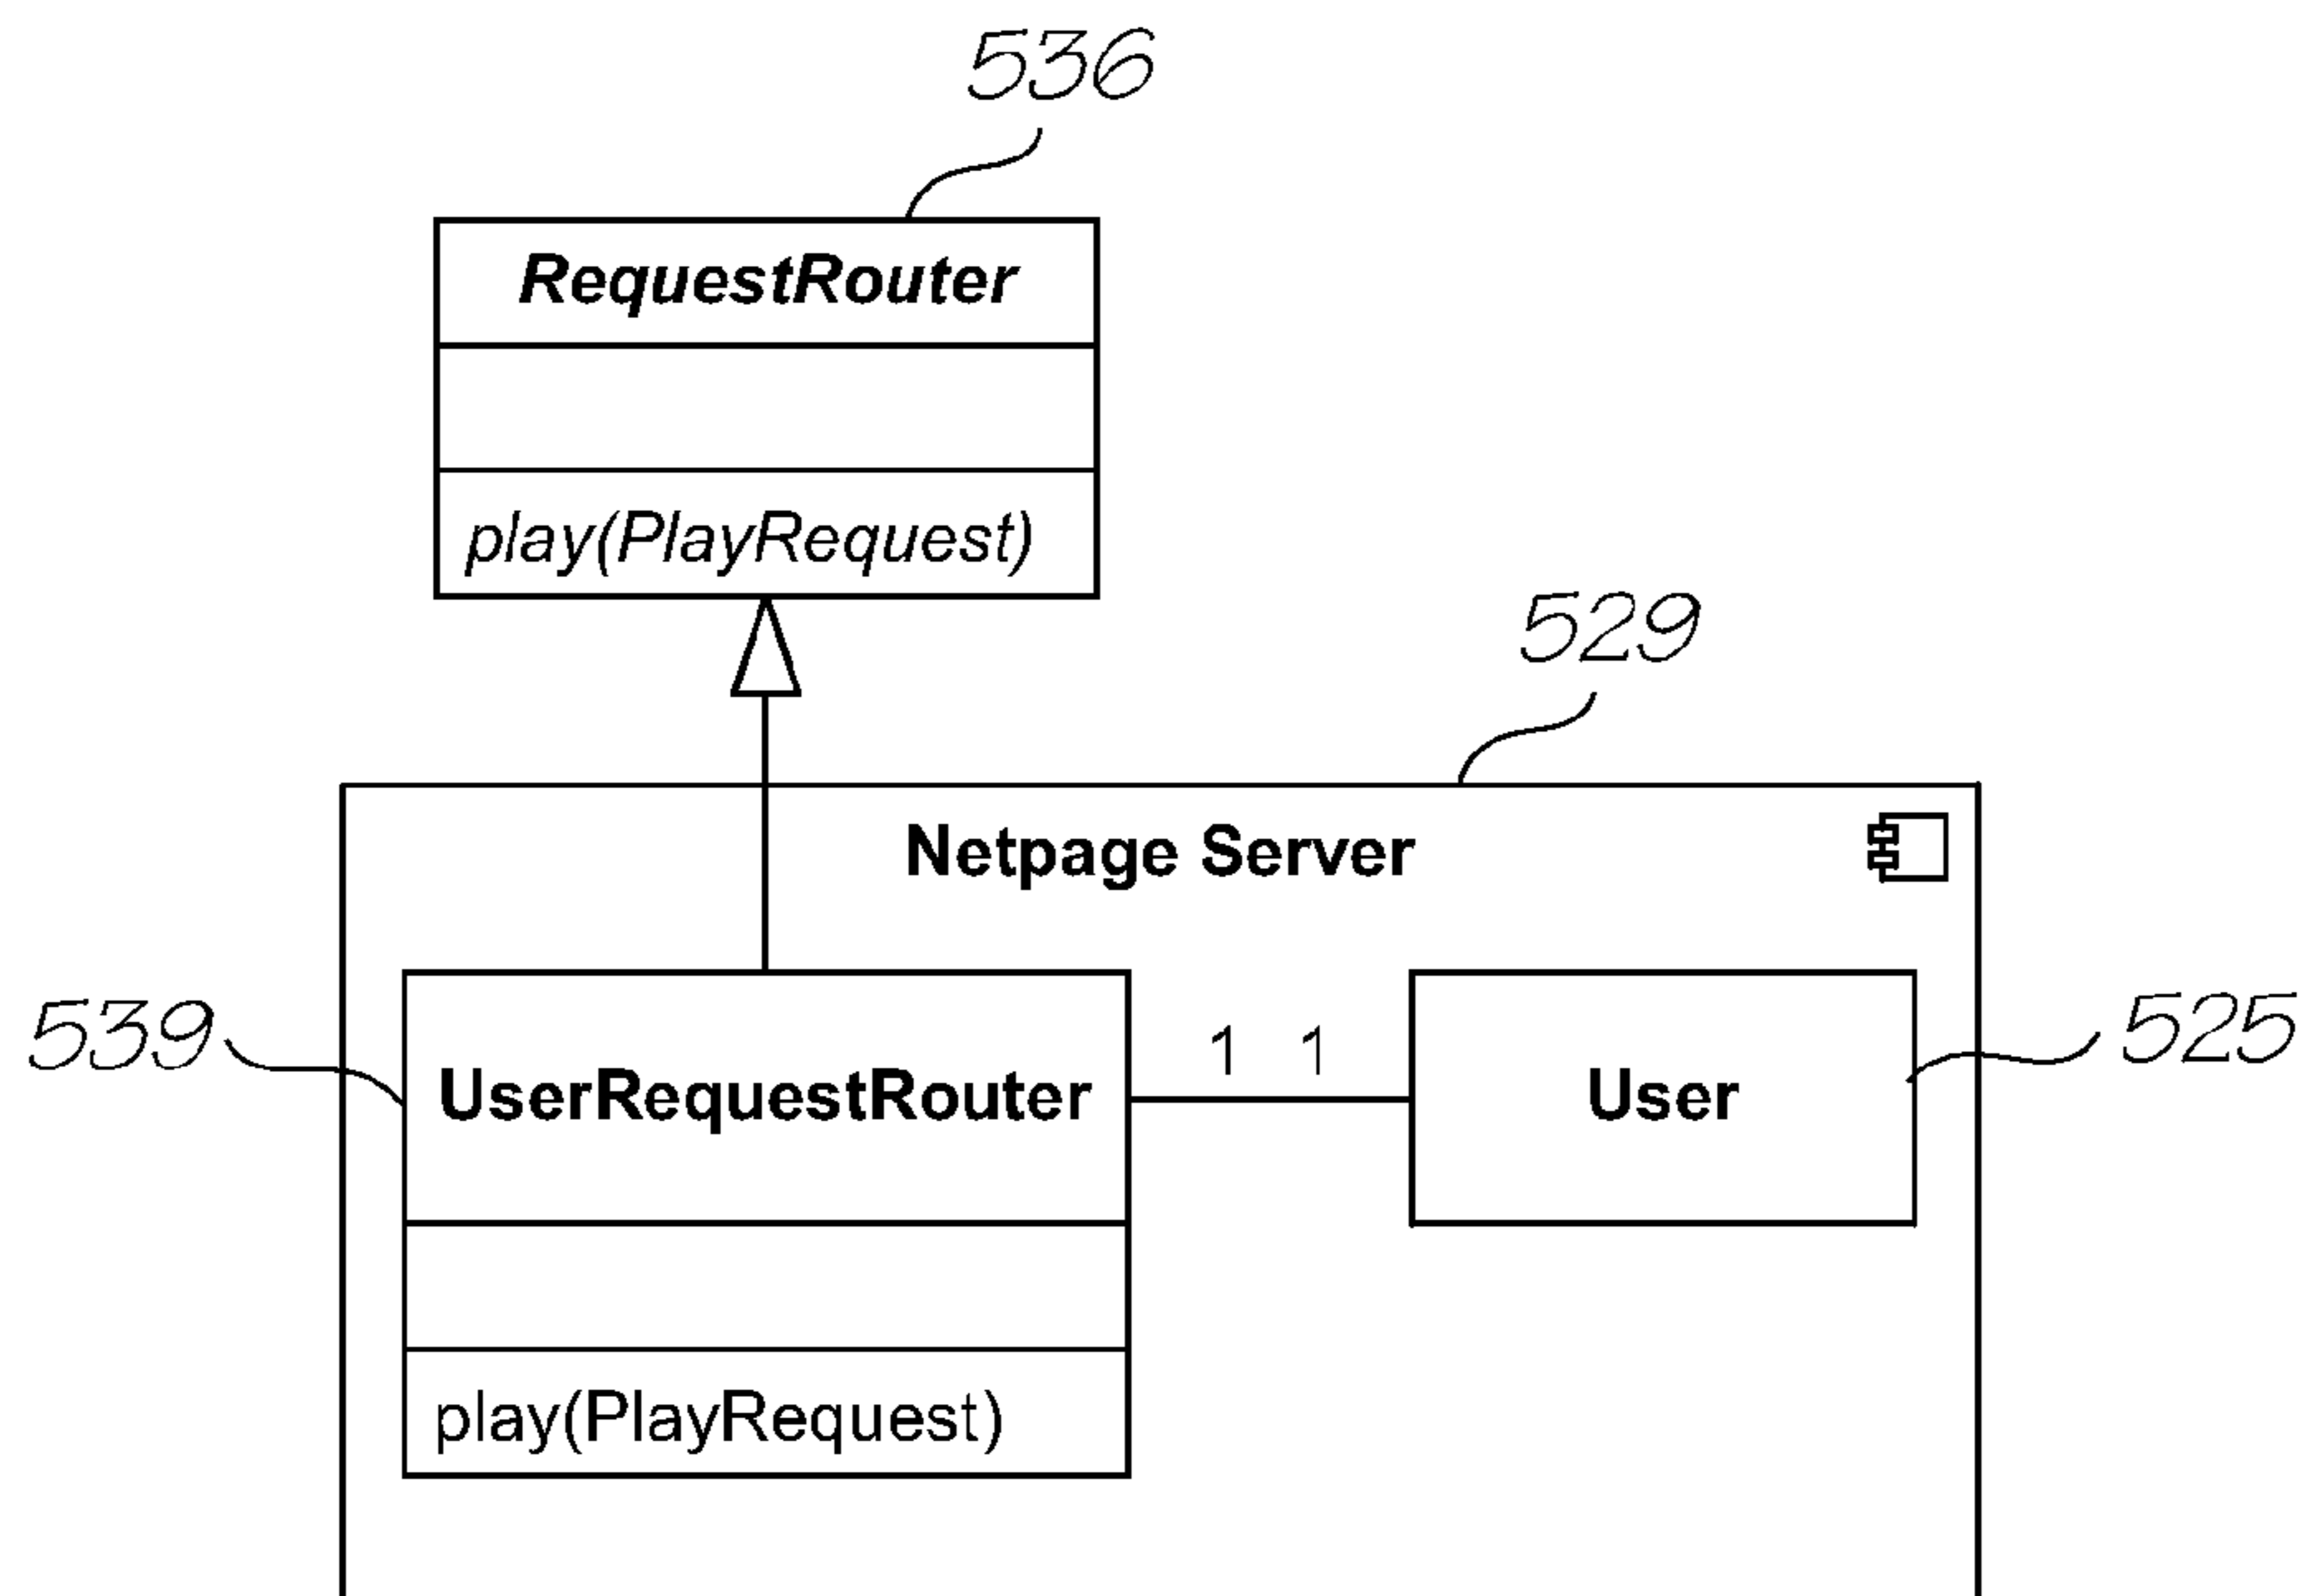 536
RequestRouter
play(PlayRequest)
529
Netpage Server
539
UserRequestRouter
1 1
User
525
play(PlayRequest)